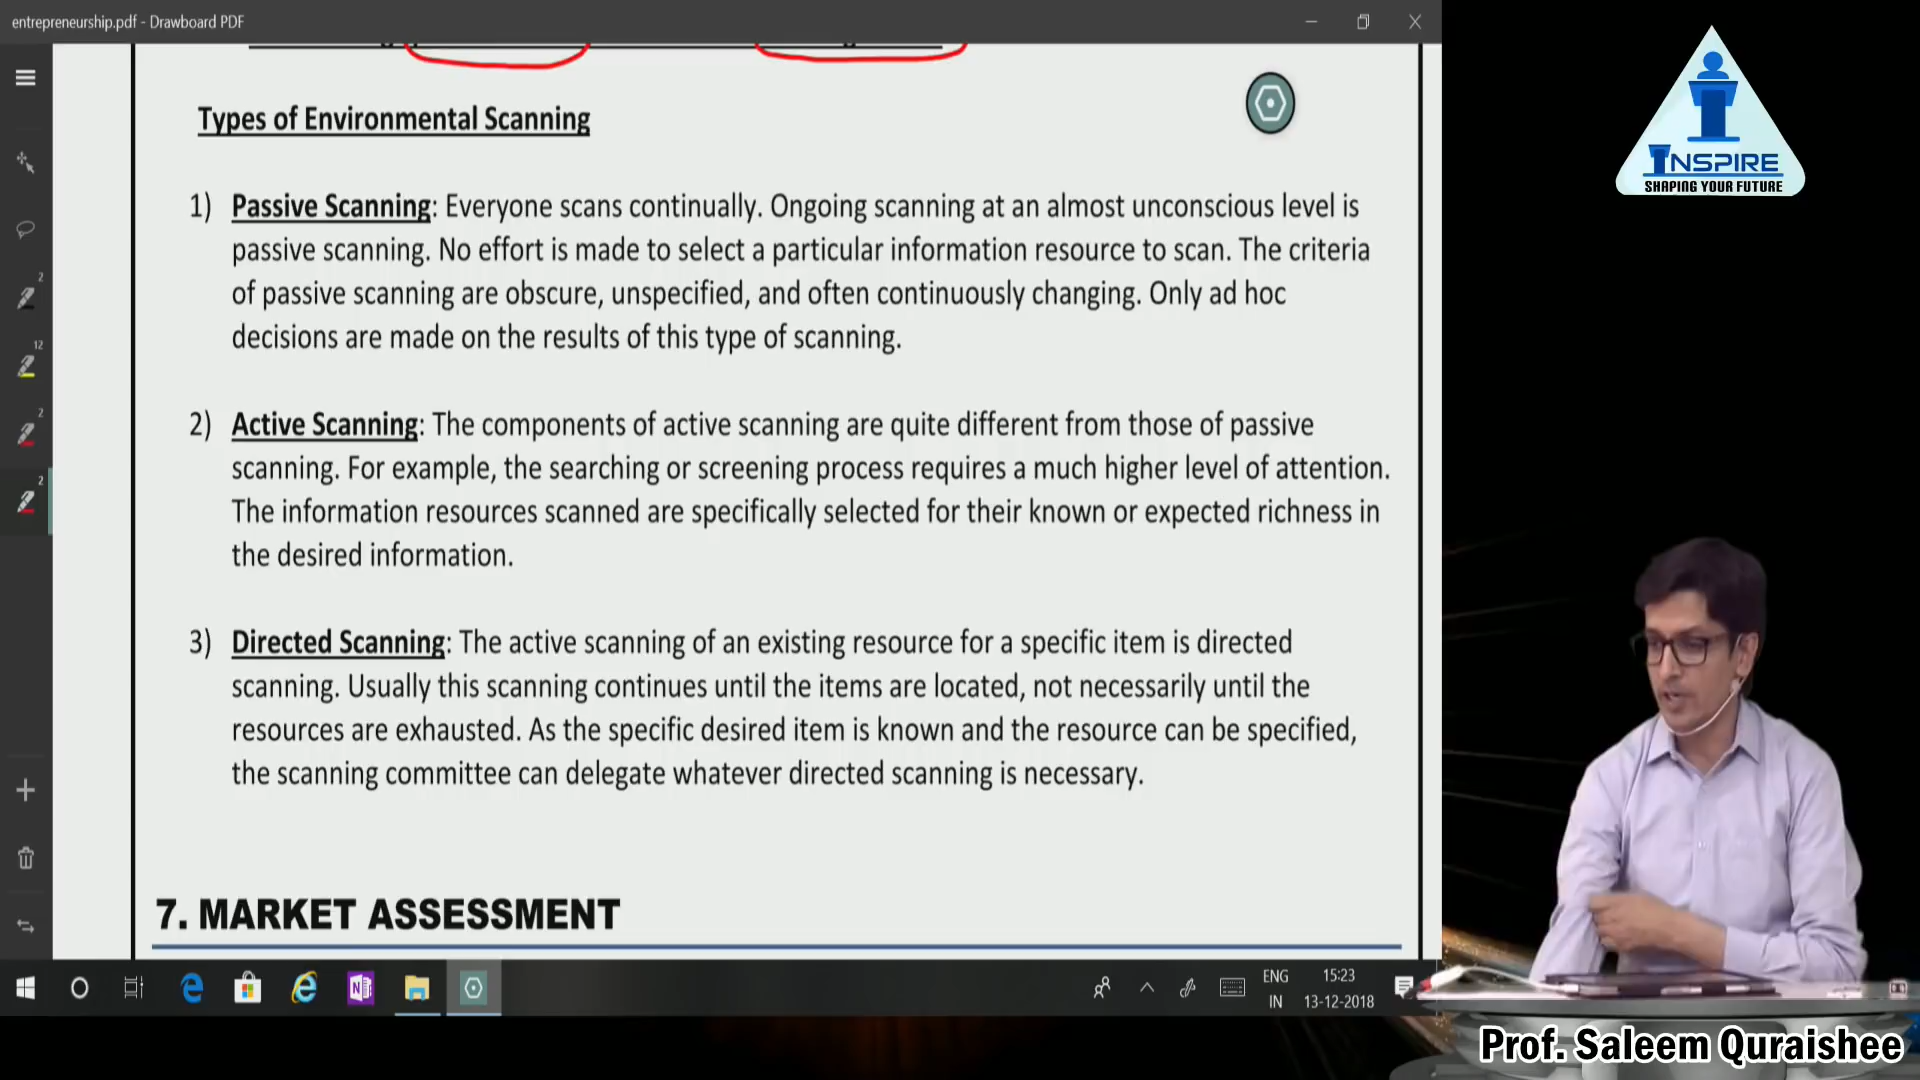 entrepreneurship.pdf - Drawboard PDF
Types of Environmental Scanning
1) Passive Scanning: Everyone scans continually. Ongoing scanning at an almost unconscious level is
passive scanning. No effort is made to select a particular information resource to scan. The criteria
of passive scanning are obscure, unspecified, and often continuously changing. Only ad hoc
decisions are made on the results of this type of scanning.
2) Active Scanning: The components of active scanning are quite different from those of passive
scanning. For example, the searching or screening process requires a much higher level of attention.
The information resources scanned are specifically selected for their known or expected richness in
the desired information.
3) Directed Scanning: The active scanning of an existing resource for a specific item is directed
scanning. Usually this scanning continues until the items are located, not necessarily until the
resources are exhausted. As the specific desired item is known and the resource can be specified,
the scanning committee can delegate whatever directed scanning is necessary.
7. MARKET ASSESSMENT
2
12
2
2
N
ENG
IN
15:23
13-12-2018
INSPIRE
SHAPING YOUR FUTURE
Prof. Saleem Quraishee